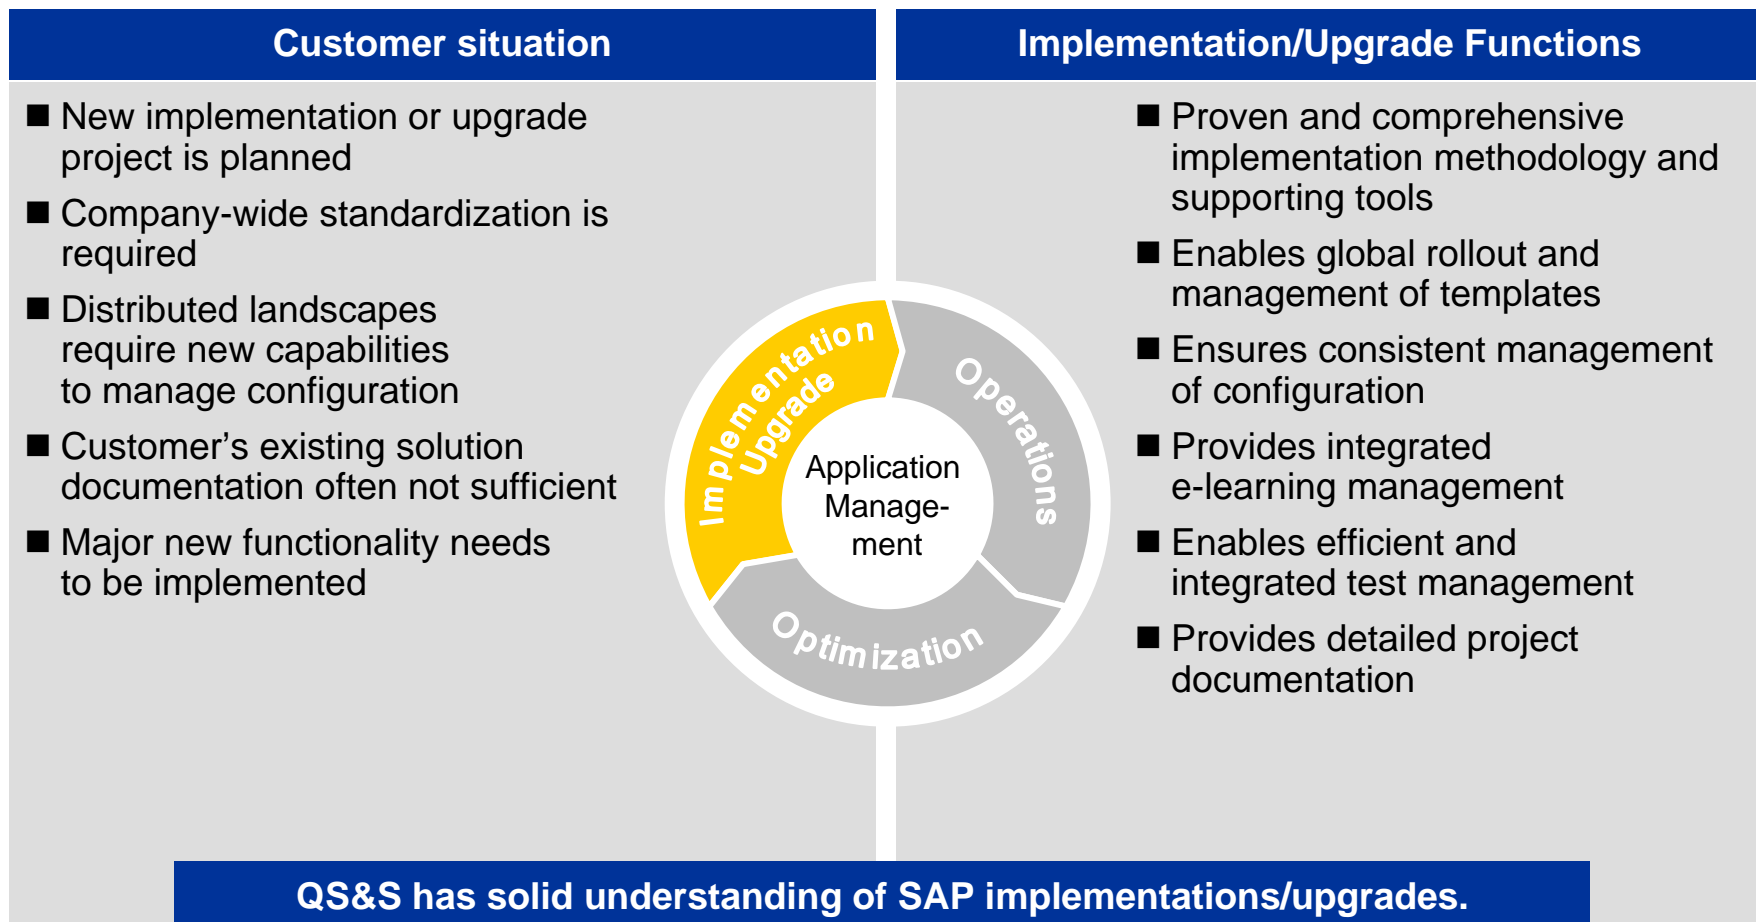 Customer situation
■ New implementation or upgrade
project is planned
■ Company-wide standardization is
required
■ Distributed landscapes
require new capabilities
to manage configuration
■ Customer’s existing solution
documentation often not sufficient
■ Major new functionality needs
to be implemented
Implementation
Upgrade
Operations
Optimization
Application
Manage-
ment
Implementation/Upgrade Functions
■ Proven and comprehensive
implementation methodology and
supporting tools
■ Enables global rollout and
management of templates
■ Ensures consistent management
of configuration
■ Provides integrated
e-learning management
■ Enables efficient and
integrated test management
■ Provides detailed project
documentation
QS&S has solid understanding of SAP implementations/upgrades.